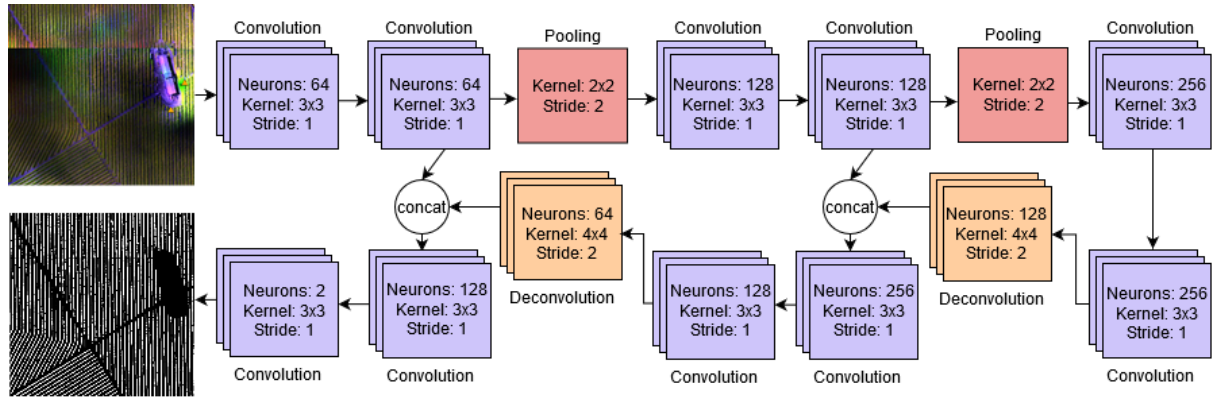 Convolution
Neurons: 64
Kernel: 3x3
Stride: 1
Convolution
Neurons: 64
Kernel: 3x3
Stride: 1
Pooling
Kernel: 2x2
Stride: 2
Convolution
Neurons: 128
Kernel: 3x3
Stride: 1
Convolution
Neurons: 128
Kernel: 3x3
Stride: 1
Pooling
Kernel: 2x2
Stride: 2
Convolution
Neurons: 256
Kernel: 3x3
Stride: 1
concat
Neurons: 64
Kernel: 4x4
Stride: 2
Deconvolution
concat
Neurons: 128
Kernel: 4x4
Stride: 2
Deconvolution
Neurons: 2
Kernel: 3x3
Stride: 1
Convolution
Neurons: 128
Kernel: 3x3
Stride: 1
Convolution
Neurons: 128
Kernel: 3x3
Stride: 1
Convolution
Neurons: 256
Kernel: 3x3
Stride: 1
Convolution
Neurons: 256
Kernel: 3x3
Stride: 1
Convolution